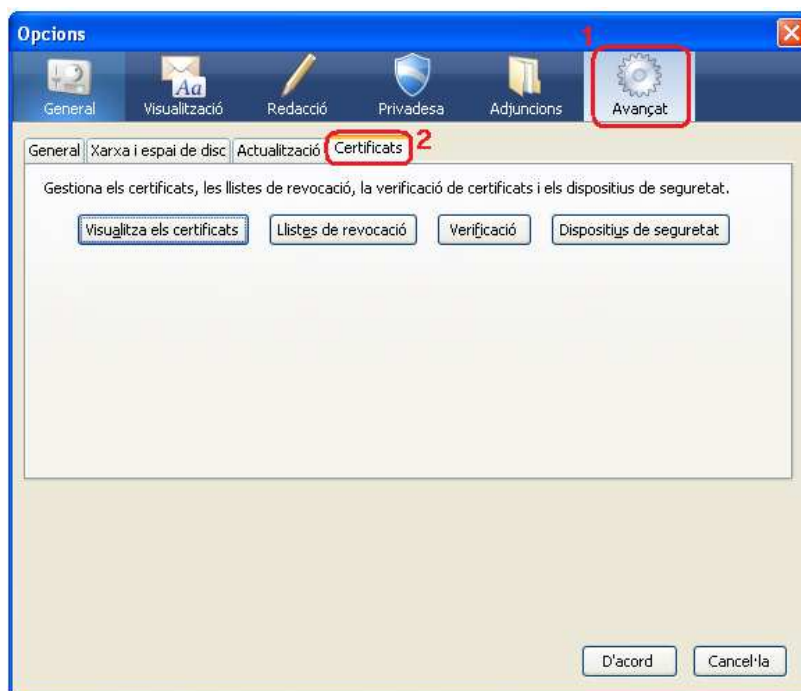 Opcions
1
Aa
General Visualització Redacció Privadesa Adjuncions Avançat
General Xarxa i espai de disc Actualització Certificats 2
Gestiona els certificats, les llistes de revocació, la verificació de certificats i els dispositius de seguretat.
Visualitza els certificats Llistes de revocació Verificació Dispositius de seguretat
D'acord Cancel·la